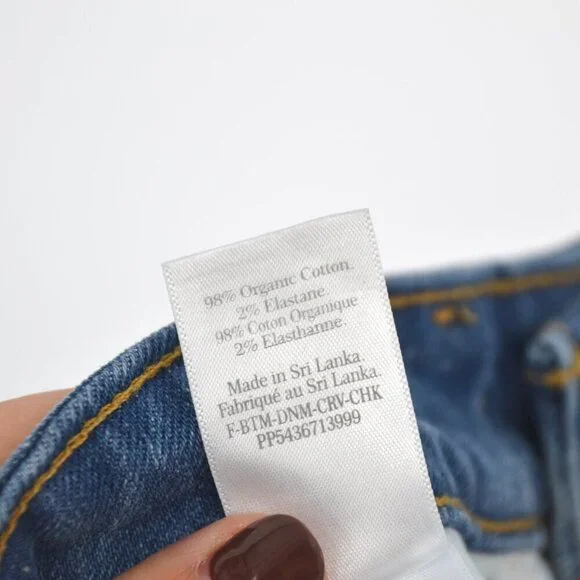 98% Organic Cotton.
2% Elastane
98% Coton Organique
2% Elasthanne.
Made in Sri Lanka.
Fabriqué au Sri Lanka.
F-BTM-DNM-CRV-CHK
PP5436713999